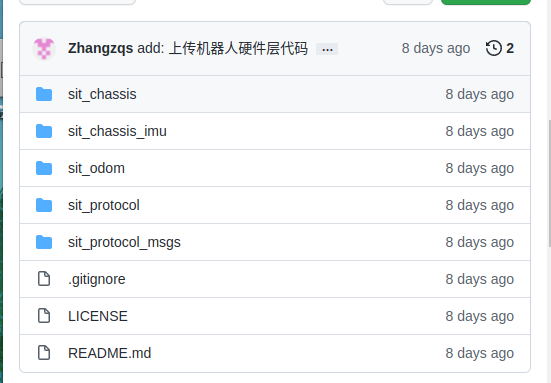 Zhangzqs add: 上传机器人硬件层代码 ... 8 days ago 2
sit_chassis 8 days ago
sit_chassis_imu 8 days ago
sit_odom 8 days ago
sit_protocol 8 days ago
sit_protocol_msgs 8 days ago
.gitignore 8 days ago
LICENSE 8 days ago
README.md 8 days ago